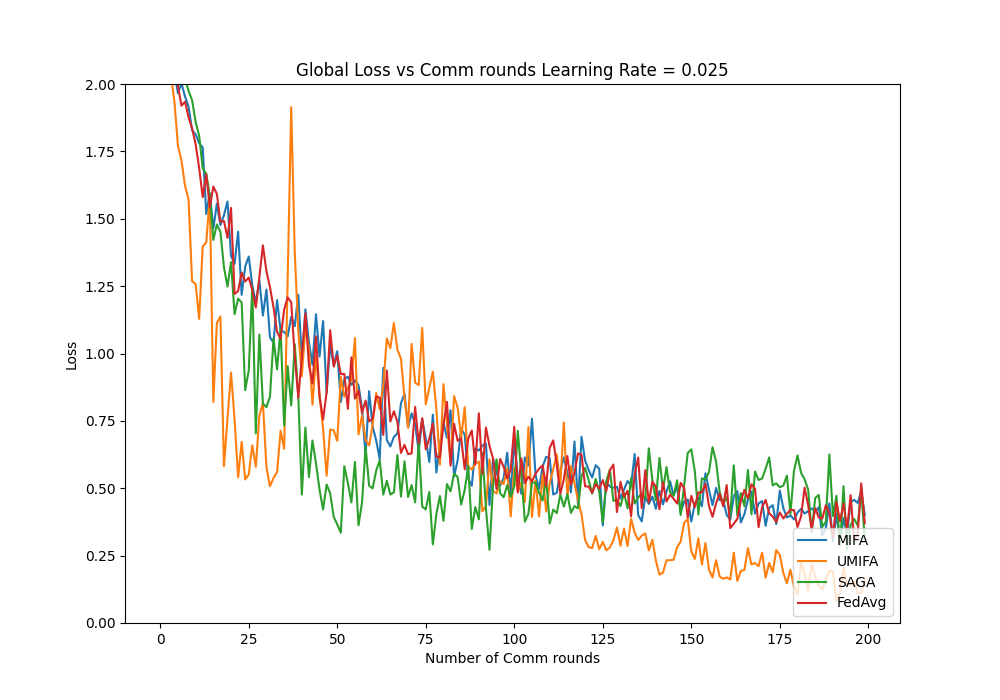 Global Loss vs Comm rounds Learning Rate = 0.025
2.00
1.75
1.50
1.25
1.00
0.75
0.50
0.25
0.00
Loss
0 25 50 75 100 125 150 175 200
Number of Comm rounds
MIFA
UMIFA
SAGA
FedAvg